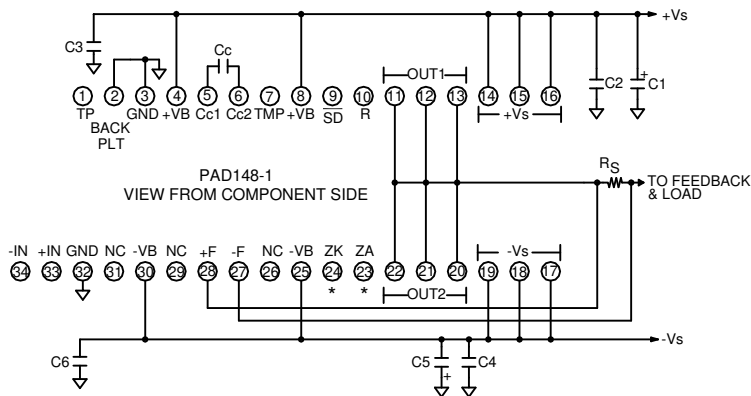 +Vs
C3
Cc
C2
C1
OUT1
1 2 3 4 5 6 7 8 9 10 11 12 13 14 15 16
TP BACK PLT GND +VB Cc1 Cc2 TMP +VB SD R +Vs
RS
PAD148-1
VIEW FROM COMPONENT SIDE
TO FEEDBACK
& LOAD
-IN +IN GND NC -VB NC +F -F NC -VB ZK ZA -Vs
34 33 32 31 30 29 28 27 26 25 24 23 22 21 20 19 18 17
* *
OUT2
-Vs
C6
C5
C4
+
+